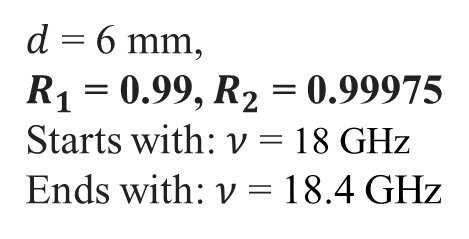 d = 6 mm,
R₁ = 0.99, R₂ = 0.99975
Starts with: ν = 18 GHz
Ends with: ν = 18.4 GHz